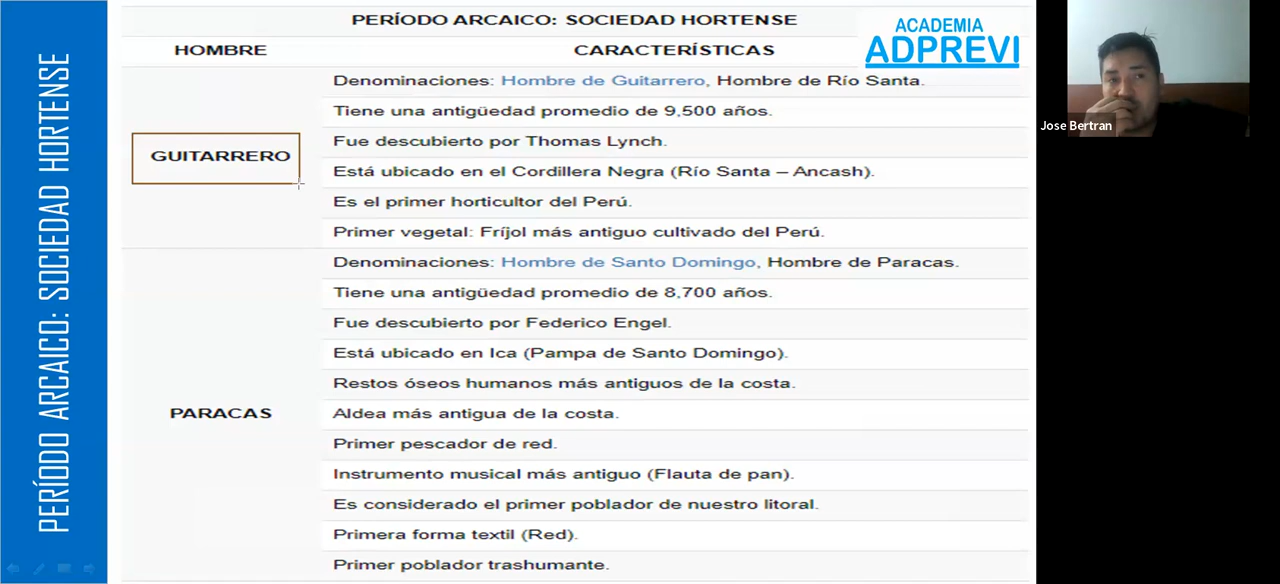 PERÍODO ARCAICO: SOCIEDAD HORTENSE
PERÍODO ARCAICO: SOCIEDAD HORTENSE
ACADEMIA
ADPREVI
HOMBRE CARACTERÍSTICAS
GUITARRERO
Denominaciones: Hombre de Guitarrero, Hombre de Río Santa.
Tiene una antigüedad promedio de 9,500 años.
Fue descubierto por Thomas Lynch.
Está ubicado en el Cordillera Negra (Río Santa – Ancash).
Es el primer horticultor del Perú.
Primer vegetal: Fríjol más antiguo cultivado del Perú.
PARACAS
Denominaciones: Hombre de Santo Domingo, Hombre de Paracas.
Tiene una antigüedad promedio de 8,700 años.
Fue descubierto por Federico Engel.
Está ubicado en Ica (Pampa de Santo Domingo).
Restos óseos humanos más antiguos de la costa.
Aldea más antigua de la costa.
Primer pescador de red.
Instrumento musical más antiguo (Flauta de pan).
Es considerado el primer poblador de nuestro litoral.
Primera forma textil (Red).
Primer poblador trashumante.
Jose Bertran